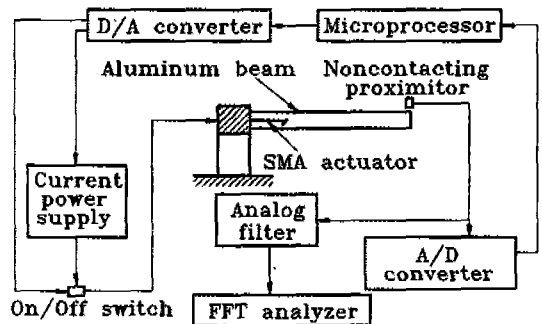 D/A converter
Microprocessor
Aluminum beam
Noncontacting
proximitor
SMA actuator
Current
power
supply
Analog
filter
A/D
converter
On/Off switch
FFT analyzer